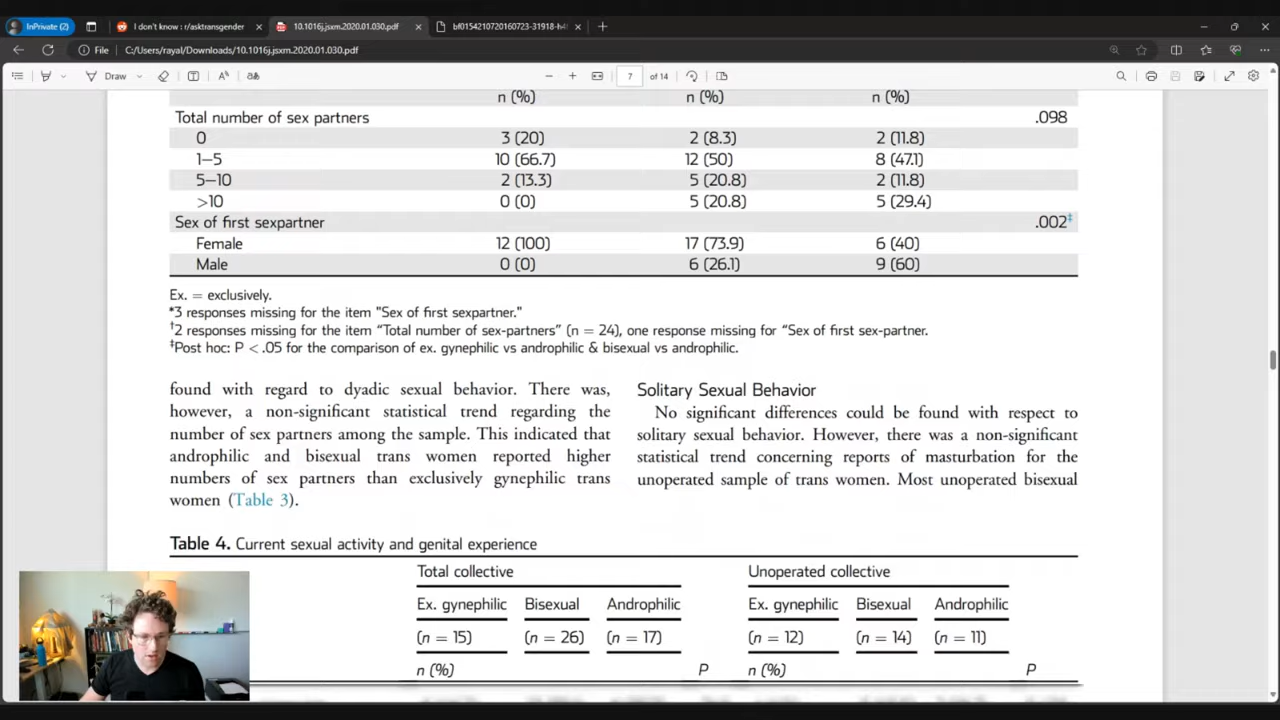 InPrivate (2)
I don't know : r/asktransgender
10.1016j.jsxm.2020.01.030.pdf
bf0154210720160723-31918-h4
File
C:/Users/rayal/Downloads/10.1016j.jsxm.2020.01.030.pdf
Draw
7 of 14
n (%) n (%) n (%)
Total number of sex partners .098
0 3 (20) 2 (8.3) 2 (11.8)
1–5 10 (66.7) 12 (50) 8 (47.1)
5–10 2 (13.3) 5 (20.8) 2 (11.8)
>10 0 (0) 5 (20.8) 5 (29.4)
Sex of first sexpartner .002‡
Female 12 (100) 17 (73.9) 6 (40)
Male 0 (0) 6 (26.1) 9 (60)
Ex. = exclusively.
*3 responses missing for the item "Sex of first sexpartner."
†2 responses missing for the item “Total number of sex-partners” (n = 24), one response missing for “Sex of first sex-partner.
‡Post hoc: P < .05 for the comparison of ex. gynephilic vs androphilic & bisexual vs androphilic.
found with regard to dyadic sexual behavior. There was,
however, a non-significant statistical trend regarding the
number of sex partners among the sample. This indicated that
androphilic and bisexual trans women reported higher
numbers of sex partners than exclusively gynephilic trans
women (Table 3).
Solitary Sexual Behavior
No significant differences could be found with respect to
solitary sexual behavior. However, there was a non-significant
statistical trend concerning reports of masturbation for the
unoperated sample of trans women. Most unoperated bisexual
Table 4. Current sexual activity and genital experience
Total collective Unoperated collective
Ex. gynephilic Bisexual Androphilic Ex. gynephilic Bisexual Androphilic
(n = 15) (n = 26) (n = 17) (n = 12) (n = 14) (n = 11)
n (%) P n (%) P